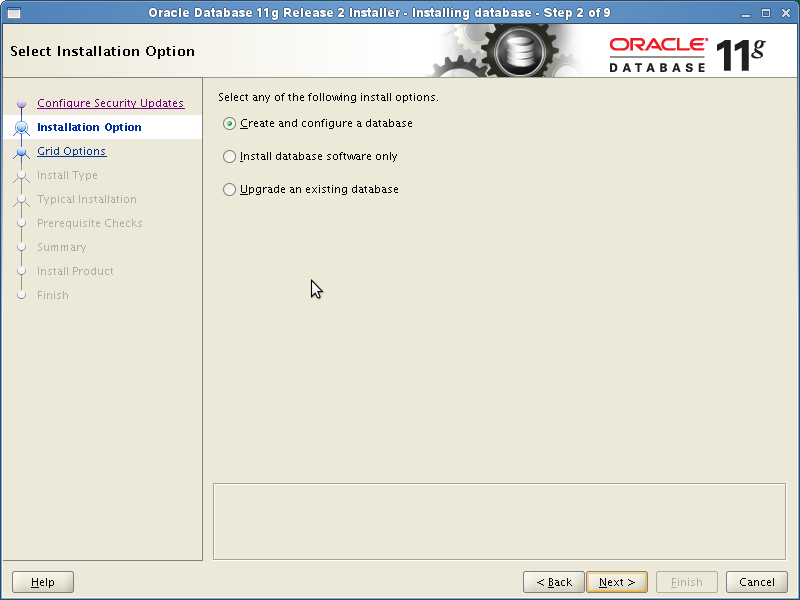 Oracle Database 11g Release 2 Installer - Installing database - Step 2 of 9
Select Installation Option
ORACLE
DATABASE 11g
Configure Security Updates
Installation Option
Grid Options
Install Type
Typical Installation
Prerequisite Checks
Summary
Install Product
Finish
Select any of the following install options.
Create and configure a database
Install database software only
Upgrade an existing database
Help
< Back
Next >
Finish
Cancel